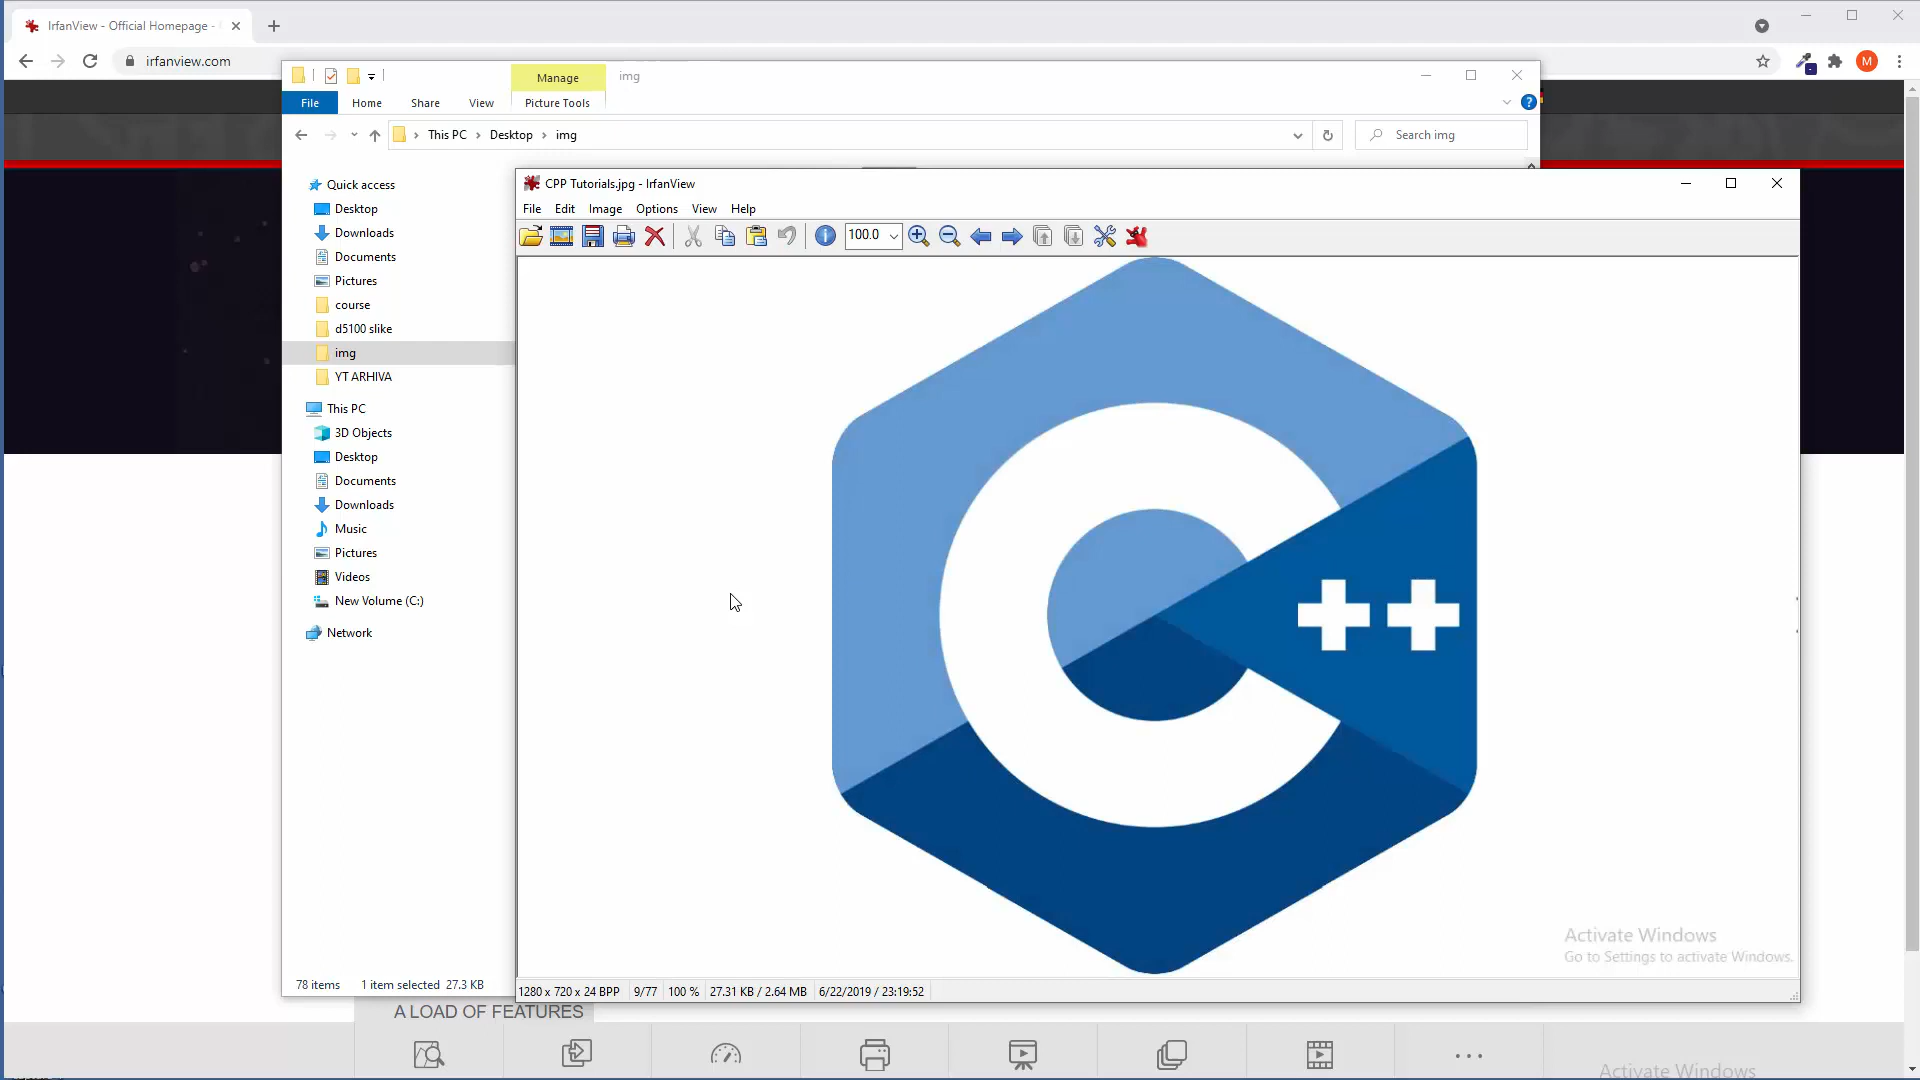 IrfanView - Official Homepage -
irfanview.com
M
Manage
img
File
Home
Share
View
Picture Tools
This PC
Desktop
img
Search img
Quick access
Desktop
Downloads
Documents
Pictures
course
d5100 slike
img
YT ARHIVA
This PC
3D Objects
Desktop
Documents
Downloads
Music
Pictures
Videos
New Volume (C:)
Network
78 items
1 item selected 27.3 KB
CPP Tutorials.jpg - IrfanView
File
Edit
Image
Options
View
Help
100.0
C
++
Activate Windows
Go to Settings to activate Windows.
1280 x 720 x 24 BPP
9/77
100 %
27.31 KB / 2.64 MB
6/22/2019 / 23:19:52
A LOAD OF FEATURES
Activate Windows